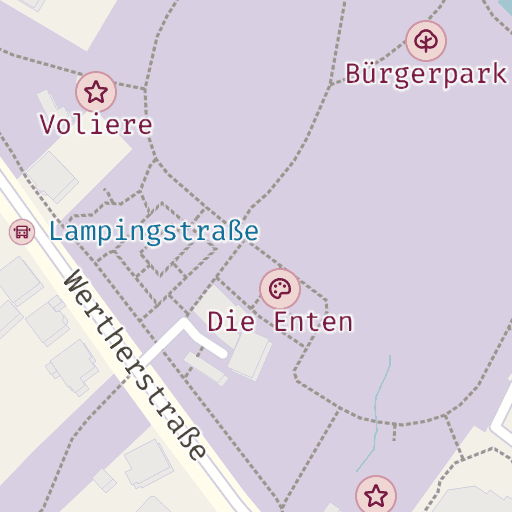 Bürgerpark
Voliere
Lampingstraße
Die Enten
Wertherstraße